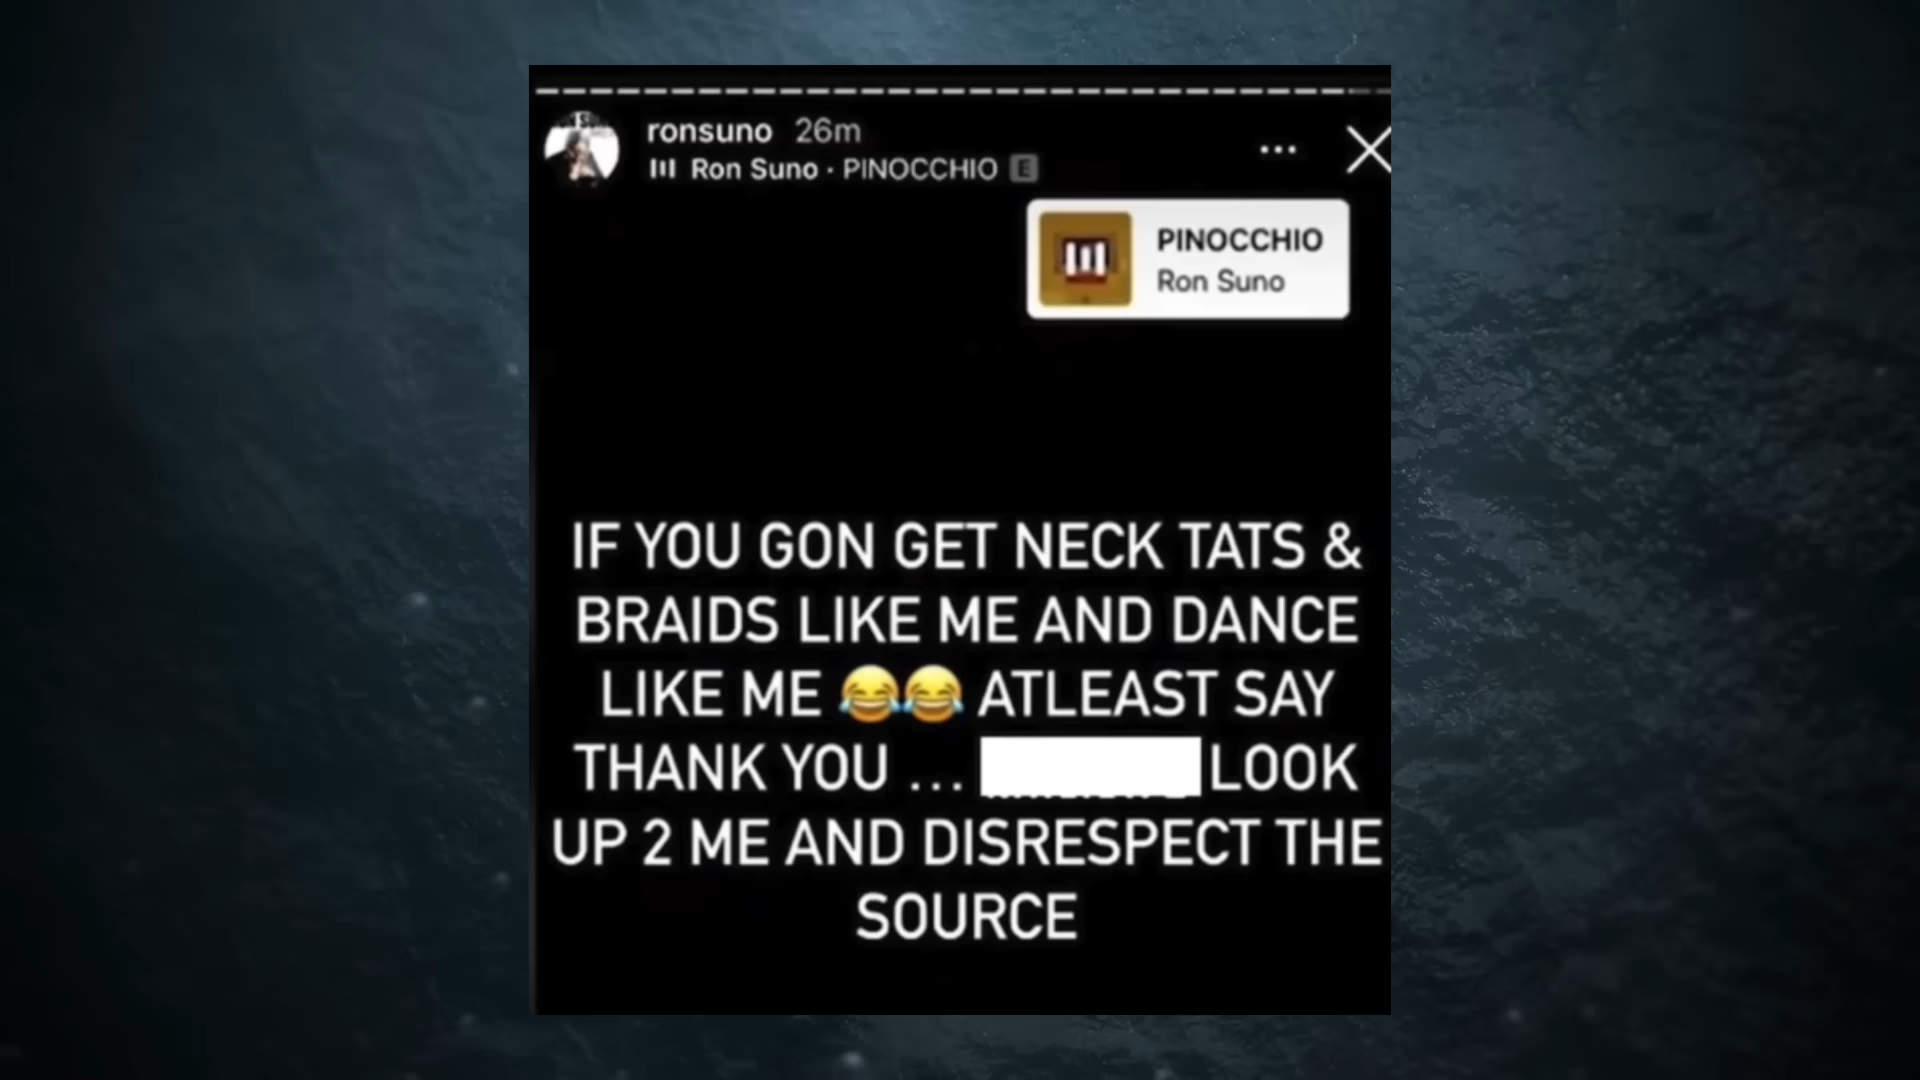 ronsuno 26m
Ron Suno · PINOCCHIO E
PINOCCHIO
Ron Suno
IF YOU GON GET NECK TATS &
BRAIDS LIKE ME AND DANCE
LIKE ME 😂😂 ATLEAST SAY
THANK YOU ... LOOK
UP 2 ME AND DISRESPECT THE
SOURCE